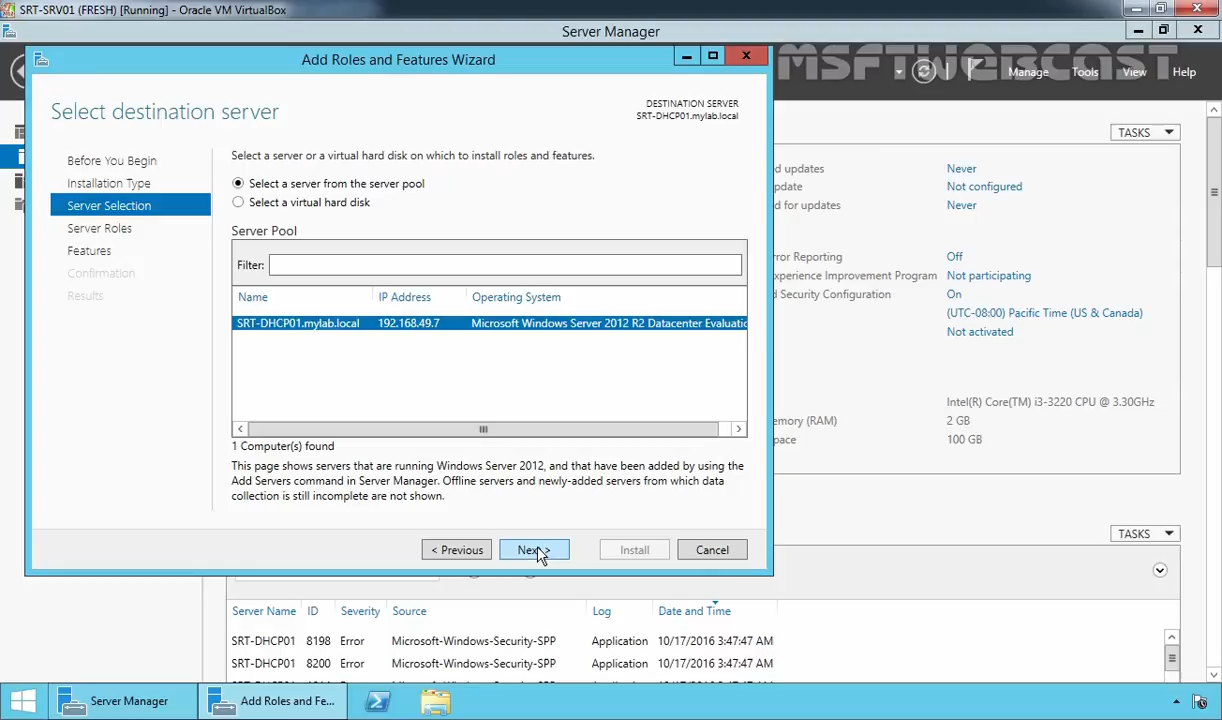 SRT-SRV01 (FRESH) [Running] - Oracle VM VirtualBox
Server Manager
Add Roles and Features Wizard
MSFTWEBCAST
Manage Tools View Help
Select destination server
DESTINATION SERVER
SRT-DHCP01.mylab.local
TASKS
Before You Begin
Installation Type
Server Selection
Server Roles
Features
Confirmation
Results
Select a server or a virtual hard disk on which to install roles and features.
Select a server from the server pool
Select a virtual hard disk
Server Pool
Filter:
Name IP Address Operating System
SRT-DHCP01.mylab.local 192.168.49.7 Microsoft Windows Server 2012 R2 Datacenter Evaluatic
1 Computer(s) found
This page shows servers that are running Windows Server 2012, and that have been added by using the
Add Servers command in Server Manager. Offline servers and newly-added servers from which data
collection is still incomplete are not shown.
< Previous Next > Install Cancel
d updates Never
update Not configured
d for updates Never
rror Reporting Off
xperience Improvement Program Not participating
d Security Configuration On
(UTC-08:00) Pacific Time (US & Canada)
Not activated
Intel(R) Core(TM) i3-3220 CPU @ 3.30GHz
emory (RAM) 2 GB
pace 100 GB
TASKS
Server Name ID Severity Source Log Date and Time
SRT-DHCP01 8198 Error Microsoft-Windows-Security-SPP Application 10/17/2016 3:47:47 AM
SRT-DHCP01 8200 Error Microsoft-Windows-Security-SPP Application 10/17/2016 3:47:47 AM
Server Manager
Add Roles and Fe...